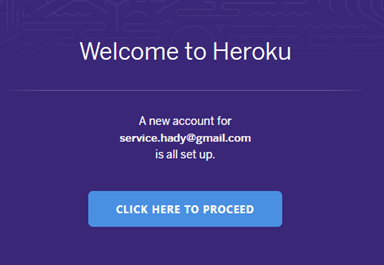 Welcome to Heroku
A new account for
service.hady@gmail.com
is all set up.
CLICK HERE TO PROCEED